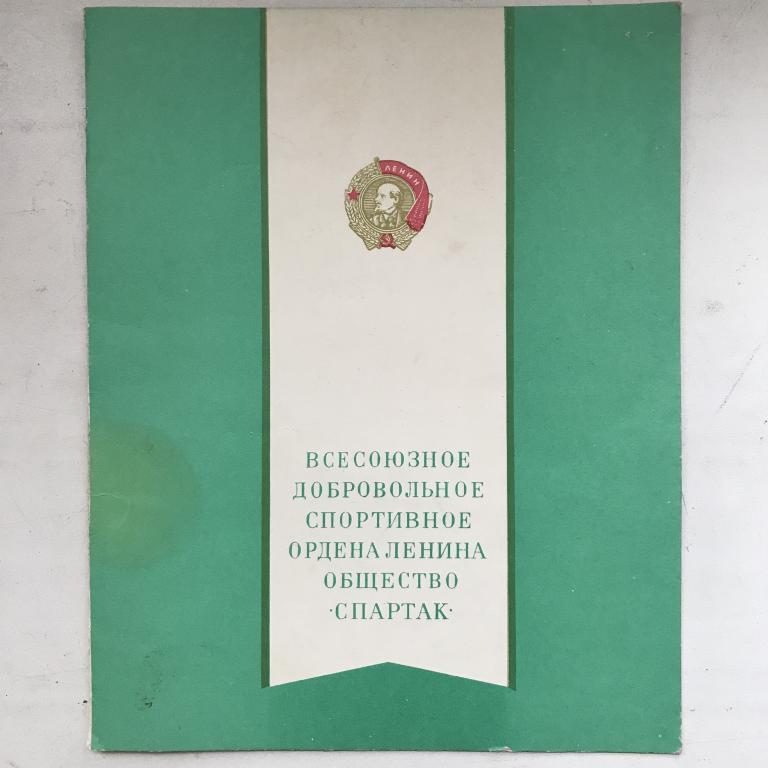 ЛЕНИН
ВСЕСОЮЗНОЕ
ДОБРОВОЛЬНОЕ
СПОРТИВНОЕ
ОРДЕНА ЛЕНИНА
ОБЩЕСТВО
·СПАРТАК·